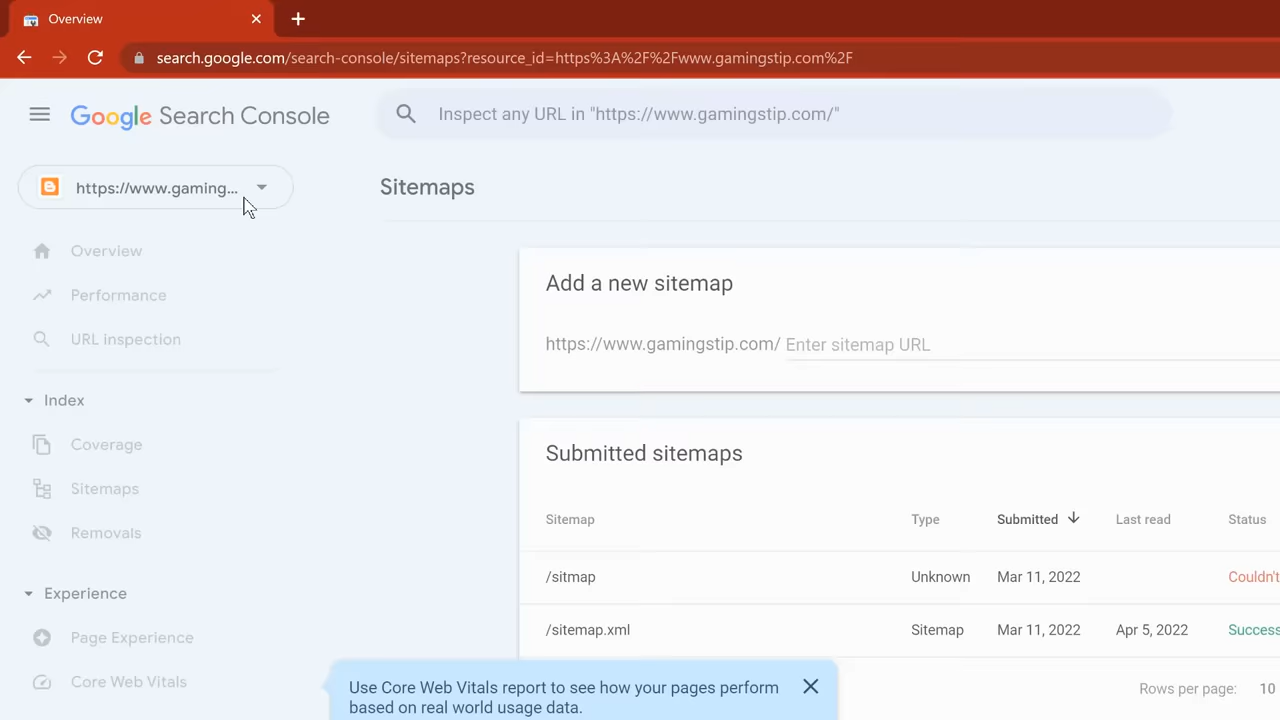 Overview
search.google.com/search-console/sitemaps?resource_id=https%3A%2F%2Fwww.gamingstip.com%2F
Google Search Console
Inspect any URL in "https://www.gamingstip.com/"
https://www.gaming...
Sitemaps
Overview
Performance
URL inspection
Index
Coverage
Sitemaps
Removals
Experience
Page Experience
Core Web Vitals
Add a new sitemap
https://www.gamingstip.com/ Enter sitemap URL
Submitted sitemaps
Sitemap Type Submitted Last read Status
/sitmap Unknown Mar 11, 2022 Couldn't
/sitemap.xml Sitemap Mar 11, 2022 Apr 5, 2022 Success
Rows per page: 10
Use Core Web Vitals report to see how your pages perform
based on real world usage data.